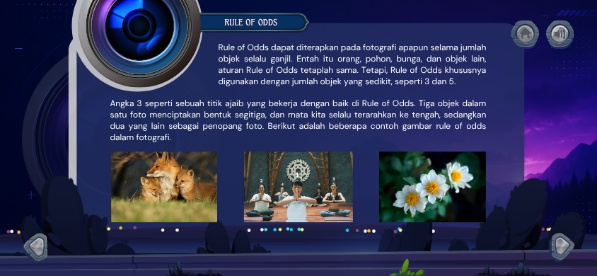 RULE OF ODDS
Rule of Odds dapat diterapkan pada fotografi apapun selama jumlah
objek selalu ganjil. Entah itu orang, pohon, bunga, dan objek lain,
aturan Rule of Odds tetaplah sama. Tetapi, Rule of Odds khususnya
digunakan dengan jumlah objek yang sedikit, seperti 3 dan 5.
Angka 3 seperti sebuah titik ajaib yang bekerja dengan baik di Rule of Odds. Tiga objek dalam
satu foto menciptakan bentuk segitiga, dan mata kita selalu terarahkan ke tengah, sedangkan
dua yang lain sebagai penopang foto. Berikut adalah beberapa contoh gambar rule of odds
dalam fotografi.